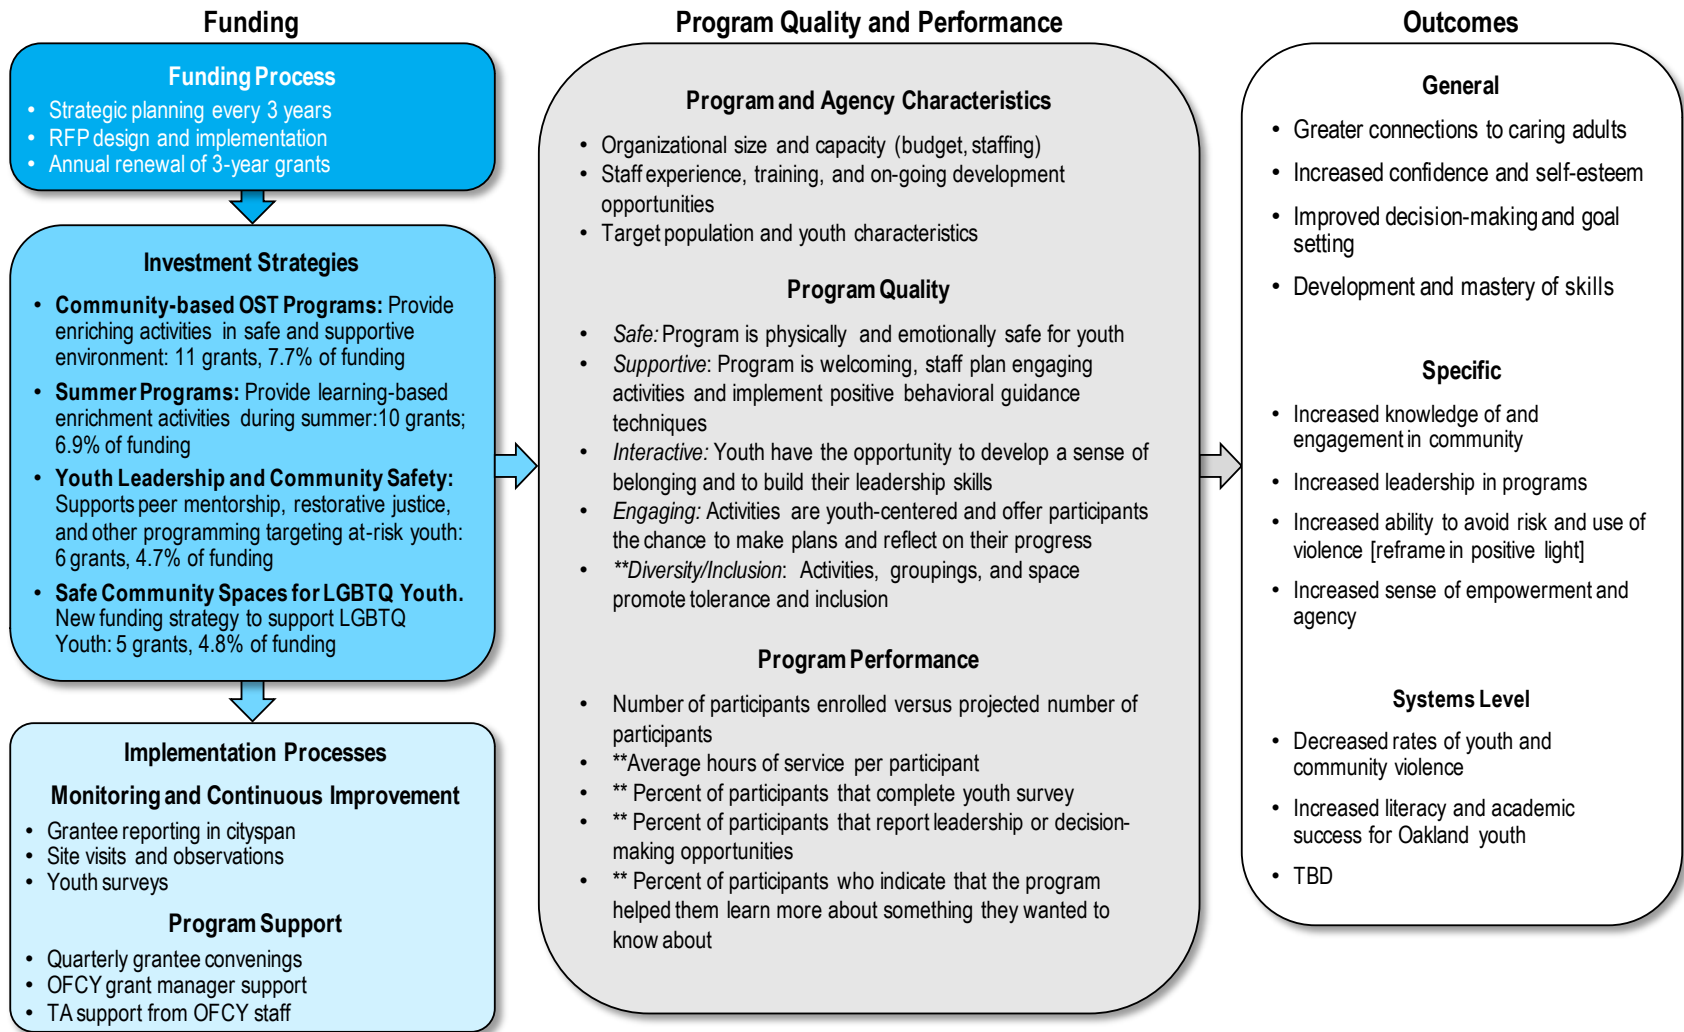 Funding
Funding Process
• Strategic planning every 3 years
• RFP design and implementation
• Annual renewal of 3-year grants
Investment Strategies
• Community-based OST Programs: Provide
enriching activities in safe and supportive
environment: 11 grants, 7.7% of funding
• Summer Programs: Provide learning-based
enrichment activities during summer:10 grants;
6.9% of funding
• Youth Leadership and Community Safety:
Supports peer mentorship, restorative justice,
and other programming targeting at-risk youth:
6 grants, 4.7% of funding
• Safe Community Spaces for LGBTQ Youth.
New funding strategy to support LGBTQ
Youth: 5 grants, 4.8% of funding
Implementation Processes
Monitoring and Continuous Improvement
• Grantee reporting in cityspan
• Site visits and observations
• Youth surveys
Program Support
• Quarterly grantee convenings
• OFCY grant manager support
• TA support from OFCY staff
Program Quality and Performance
Program and Agency Characteristics
• Organizational size and capacity (budget, staffing)
• Staff experience, training, and on-going development
opportunities
• Target population and youth characteristics
Program Quality
• Safe: Program is physically and emotionally safe for youth
• Supportive: Program is welcoming, staff plan engaging
activities and implement positive behavioral guidance
techniques
• Interactive: Youth have the opportunity to develop a sense of
belonging and to build their leadership skills
• Engaging: Activities are youth-centered and offer participants
the chance to make plans and reflect on their progress
• **Diversity/Inclusion: Activities, groupings, and space
promote tolerance and inclusion
Program Performance
• Number of participants enrolled versus projected number of
participants
• **Average hours of service per participant
• ** Percent of participants that complete youth survey
• ** Percent of participants that report leadership or decision-
making opportunities
• ** Percent of participants who indicate that the program
helped them learn more about something they wanted to
know about
Outcomes
General
• Greater connections to caring adults
• Increased confidence and self-esteem
• Improved decision-making and goal
setting
• Development and mastery of skills
Specific
• Increased knowledge of and
engagement in community
• Increased leadership in programs
• Increased ability to avoid risk and use of
violence [reframe in positive light]
• Increased sense of empowerment and
agency
Systems Level
• Decreased rates of youth and
community violence
• Increased literacy and academic
success for Oakland youth
• TBD